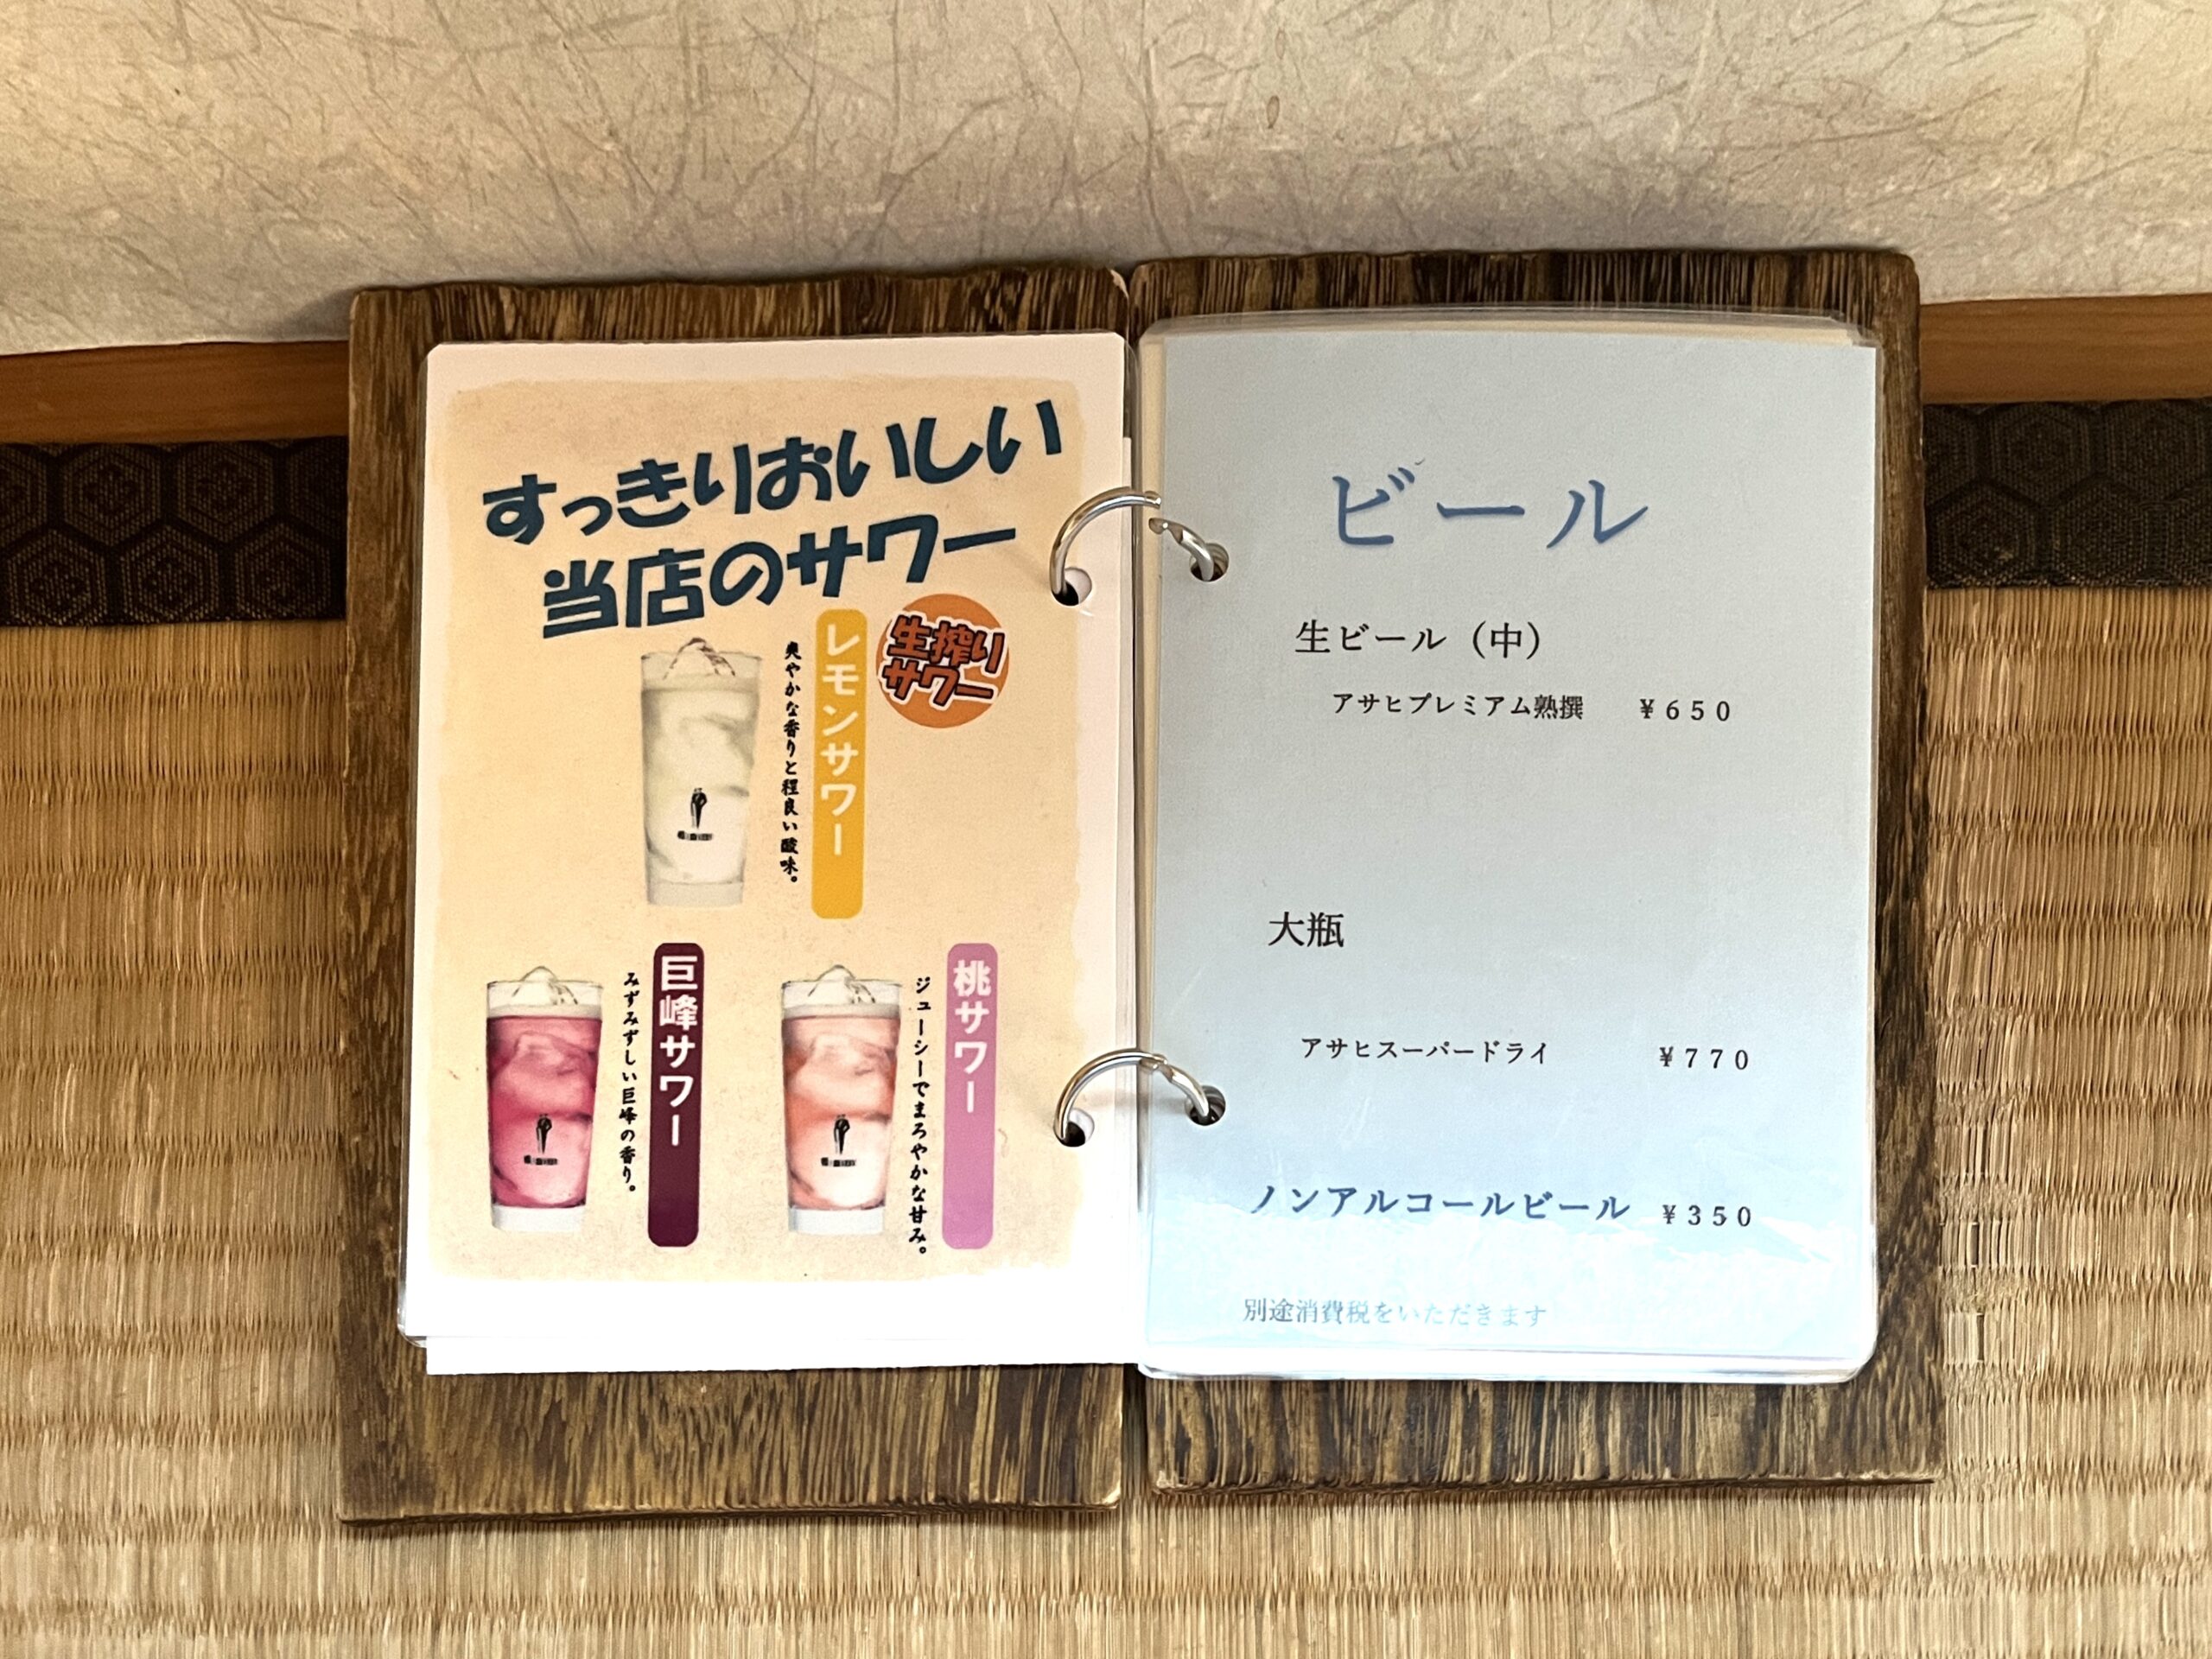 すっきりおいしい
当店のサワー
生搾り
サワー
レモンサワー
爽やかな香りと程良い酸味。
桃サワー
ジューシーでまろやかな甘み。
巨峰サワー
みずみずしい巨峰の香り。
ビール
生ビール（中）
アサヒプレミアム熟撰 ¥650
大瓶
アサヒスーパードライ ¥770
ノンアルコールビール ¥350
別途消費税をいただきます